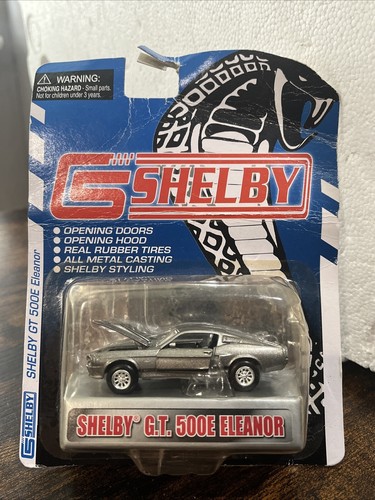 WARNING:
CHOKING HAZARD - Small parts.
Not for children under 3 years.
SHELBY
OPENING DOORS
OPENING HOOD
REAL RUBBER TIRES
ALL METAL CASTING
SHELBY STYLING
SHELBY GT 500E Eleanor
SHELBY
SHELBY® G.T. 500E ELEANOR